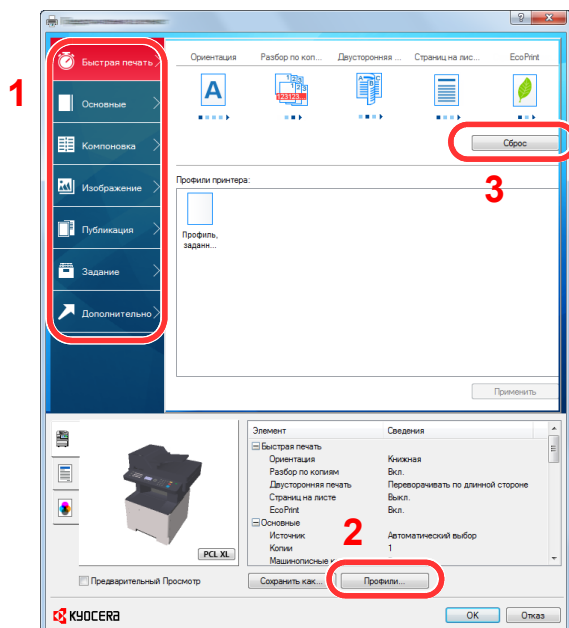 1
Быстрая печать
Основные
Компоновка
Изображение
Публикация
Задание
Дополнительно
Ориентация Разбор по коп... Двусторонняя ... Страниц на лис... EcoPrint
A
123
123123
A B C
Сброс
3
Профили принтера:
Профиль,
заданн...
Применить
Элемент Сведения
Быстрая печать
Ориентация Книжная
Разбор по копиям Вкл.
Двусторонняя печать Переворачивать по длинной стороне
Страниц на листе Выкл.
EcoPrint Вкл.
Основные
Источник Автоматический выбор
Копии 1
Машинописные
2
PCL XL
Предварительный Просмотр
Сохранить как... Профили...
KYOCERA
OK Отказ